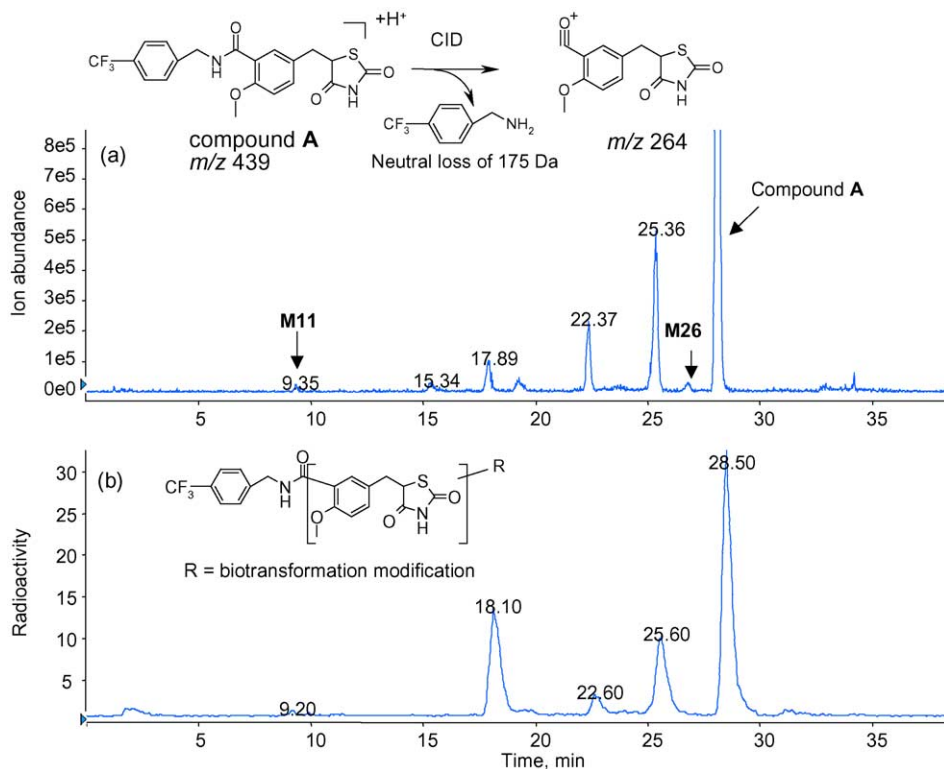 +H⁺
CID
CF₃
N
H
O
O
S
O
O
NH
O⁺
S
O
O
O
NH
CF₃
NH₂
compound A
m/z 439
Neutral loss of 175 Da
m/z 264
(a)
Compound A
Ion abundance
8e5
7e5
6e5
5e5
4e5
3e5
2e5
1e5
0e0
M11
9.35
15.34
17.89
22.37
25.36
M26
5 10 15 20 25 30 35
(b)
CF₃
N
H
O
O
S
O
O
NH
R
R = biotransformation modification
Radioactivity
30
25
20
15
10
5
9.20
18.10
22.60
25.60
28.50
5 10 15 20 25 30 35
Time, min